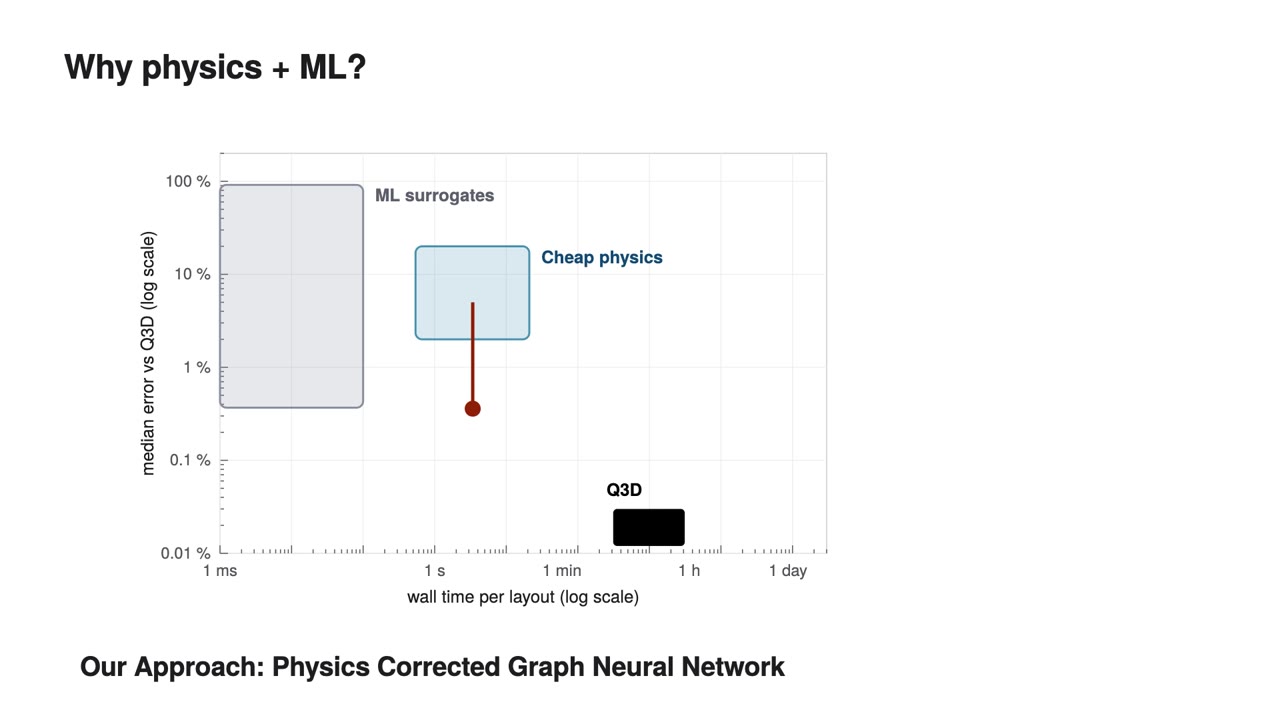 Why physics + ML?
100 %
ML surrogates
Cheap physics
10 %
median error vs Q3D (log scale)
1 %
0.1 %
Q3D
0.01 %
1 ms
1 s
1 min
1 h
1 day
wall time per layout (log scale)
Our Approach: Physics Corrected Graph Neural Network